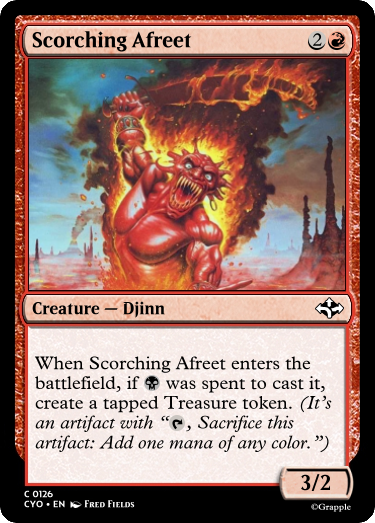 Scorching Afreet 2
Creature — Djinn
When Scorching Afreet enters the
battlefield, if was spent to cast it,
create a tapped Treasure token. (It's
an artifact with “, Sacrifice this
artifact: Add one mana of any color.”)
3/2
C 0126
CYO • EN Fred Fields
©Grapple